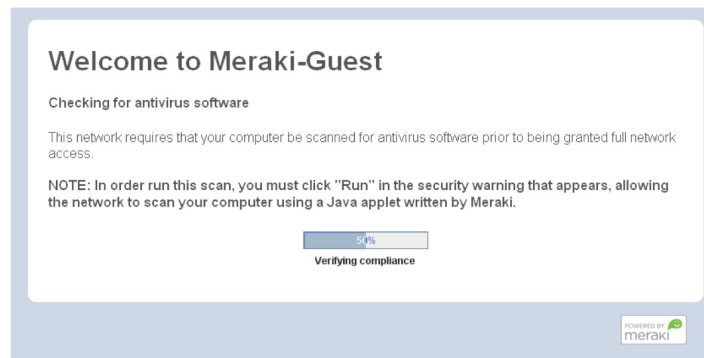 Welcome to Meraki-Guest
Checking for antivirus software
This network requires that your computer be scanned for antivirus software prior to being granted full network
access.
NOTE: In order run this scan, you must click "Run" in the security warning that appears, allowing
the network to scan your computer using a Java applet written by Meraki.
50%
Verifying compliance
POWERED BY
meraki